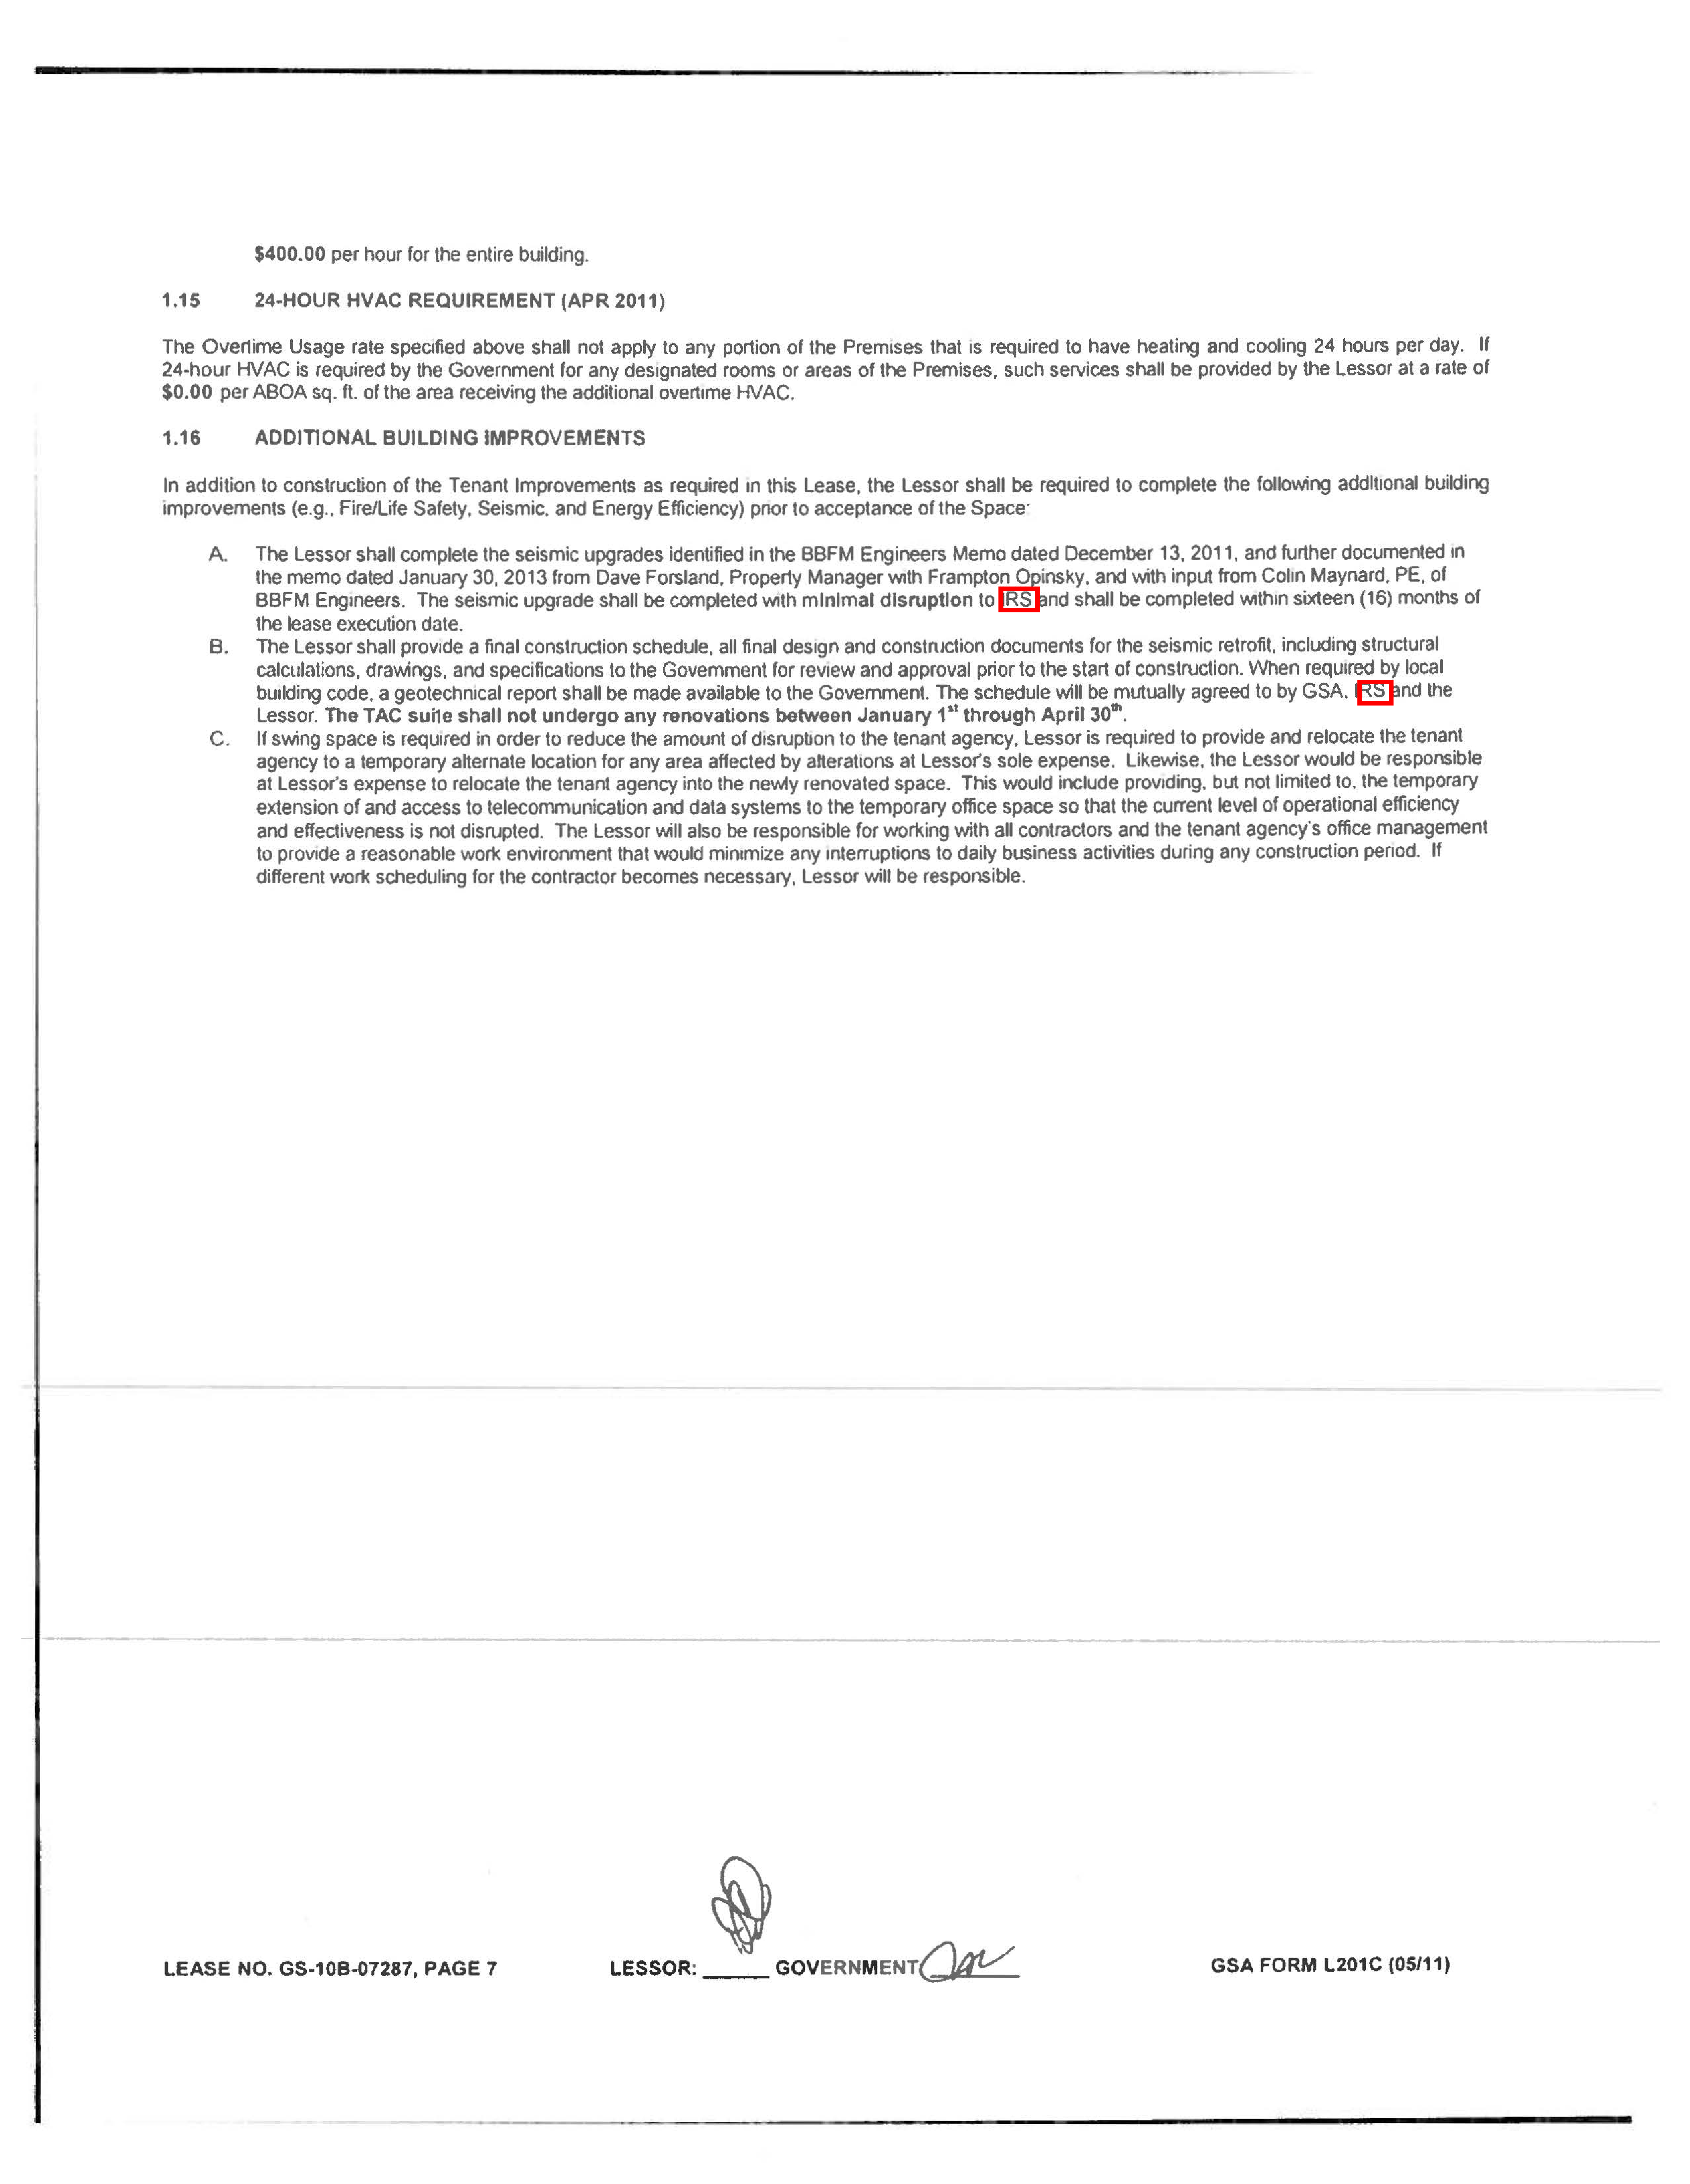 $400.00 per hour for the entire building.
1.15 24-HOUR HVAC REQUIREMENT (APR 2011)
The Overtime Usage rate specified above shall not apply to any portion of the Premises that is required to have heating and cooling 24 hours per day. If
24-hour HVAC is required by the Government for any designated rooms or areas of the Premises, such services shall be provided by the Lessor at a rate of
$0.00 per ABOA sq. ft. of the area receiving the additional overtime HVAC.
1.16 ADDITIONAL BUILDING IMPROVEMENTS
In addition to construction of the Tenant Improvements as required in this Lease, the Lessor shall be required to complete the following additional building
improvements (e.g., Fire/Life Safety, Seismic, and Energy Efficiency) prior to acceptance of the Space:
A. The Lessor shall complete the seismic upgrades identified in the BBFM Engineers Memo dated December 13, 2011, and further documented in
the memo dated January 30, 2013 from Dave Forsland, Property Manager with Frampton Opinsky, and with input from Colin Maynard, PE, of
BBFM Engineers. The seismic upgrade shall be completed with minimal disruption to RS and shall be completed within sixteen (16) months of
the lease execution date.
B. The Lessor shall provide a final construction schedule, all final design and construction documents for the seismic retrofit, including structural
calculations, drawings, and specifications to the Government for review and approval prior to the start of construction. When required by local
building code, a geotechnical report shall be made available to the Government. The schedule will be mutually agreed to by GSA, IRS and the
Lessor. The TAC suite shall not undergo any renovations between January 1st through April 30th.
C. If swing space is required in order to reduce the amount of disruption to the tenant agency, Lessor is required to provide and relocate the tenant
agency to a temporary alternate location for any area affected by alterations at Lessor's sole expense. Likewise, the Lessor would be responsible
at Lessor's expense to relocate the tenant agency into the newly renovated space. This would include providing, but not limited to, the temporary
extension of and access to telecommunication and data systems to the temporary office space so that the current level of operational efficiency
and effectiveness is not disrupted. The Lessor will also be responsible for working with all contractors and the tenant agency's office management
to provide a reasonable work environment that would minimize any interruptions to daily business activities during any construction period. If
different work scheduling for the contractor becomes necessary, Lessor will be responsible.
LEASE NO. GS-10B-07287, PAGE 7 LESSOR: GOVERNMENT GSA FORM L201C (05/11)